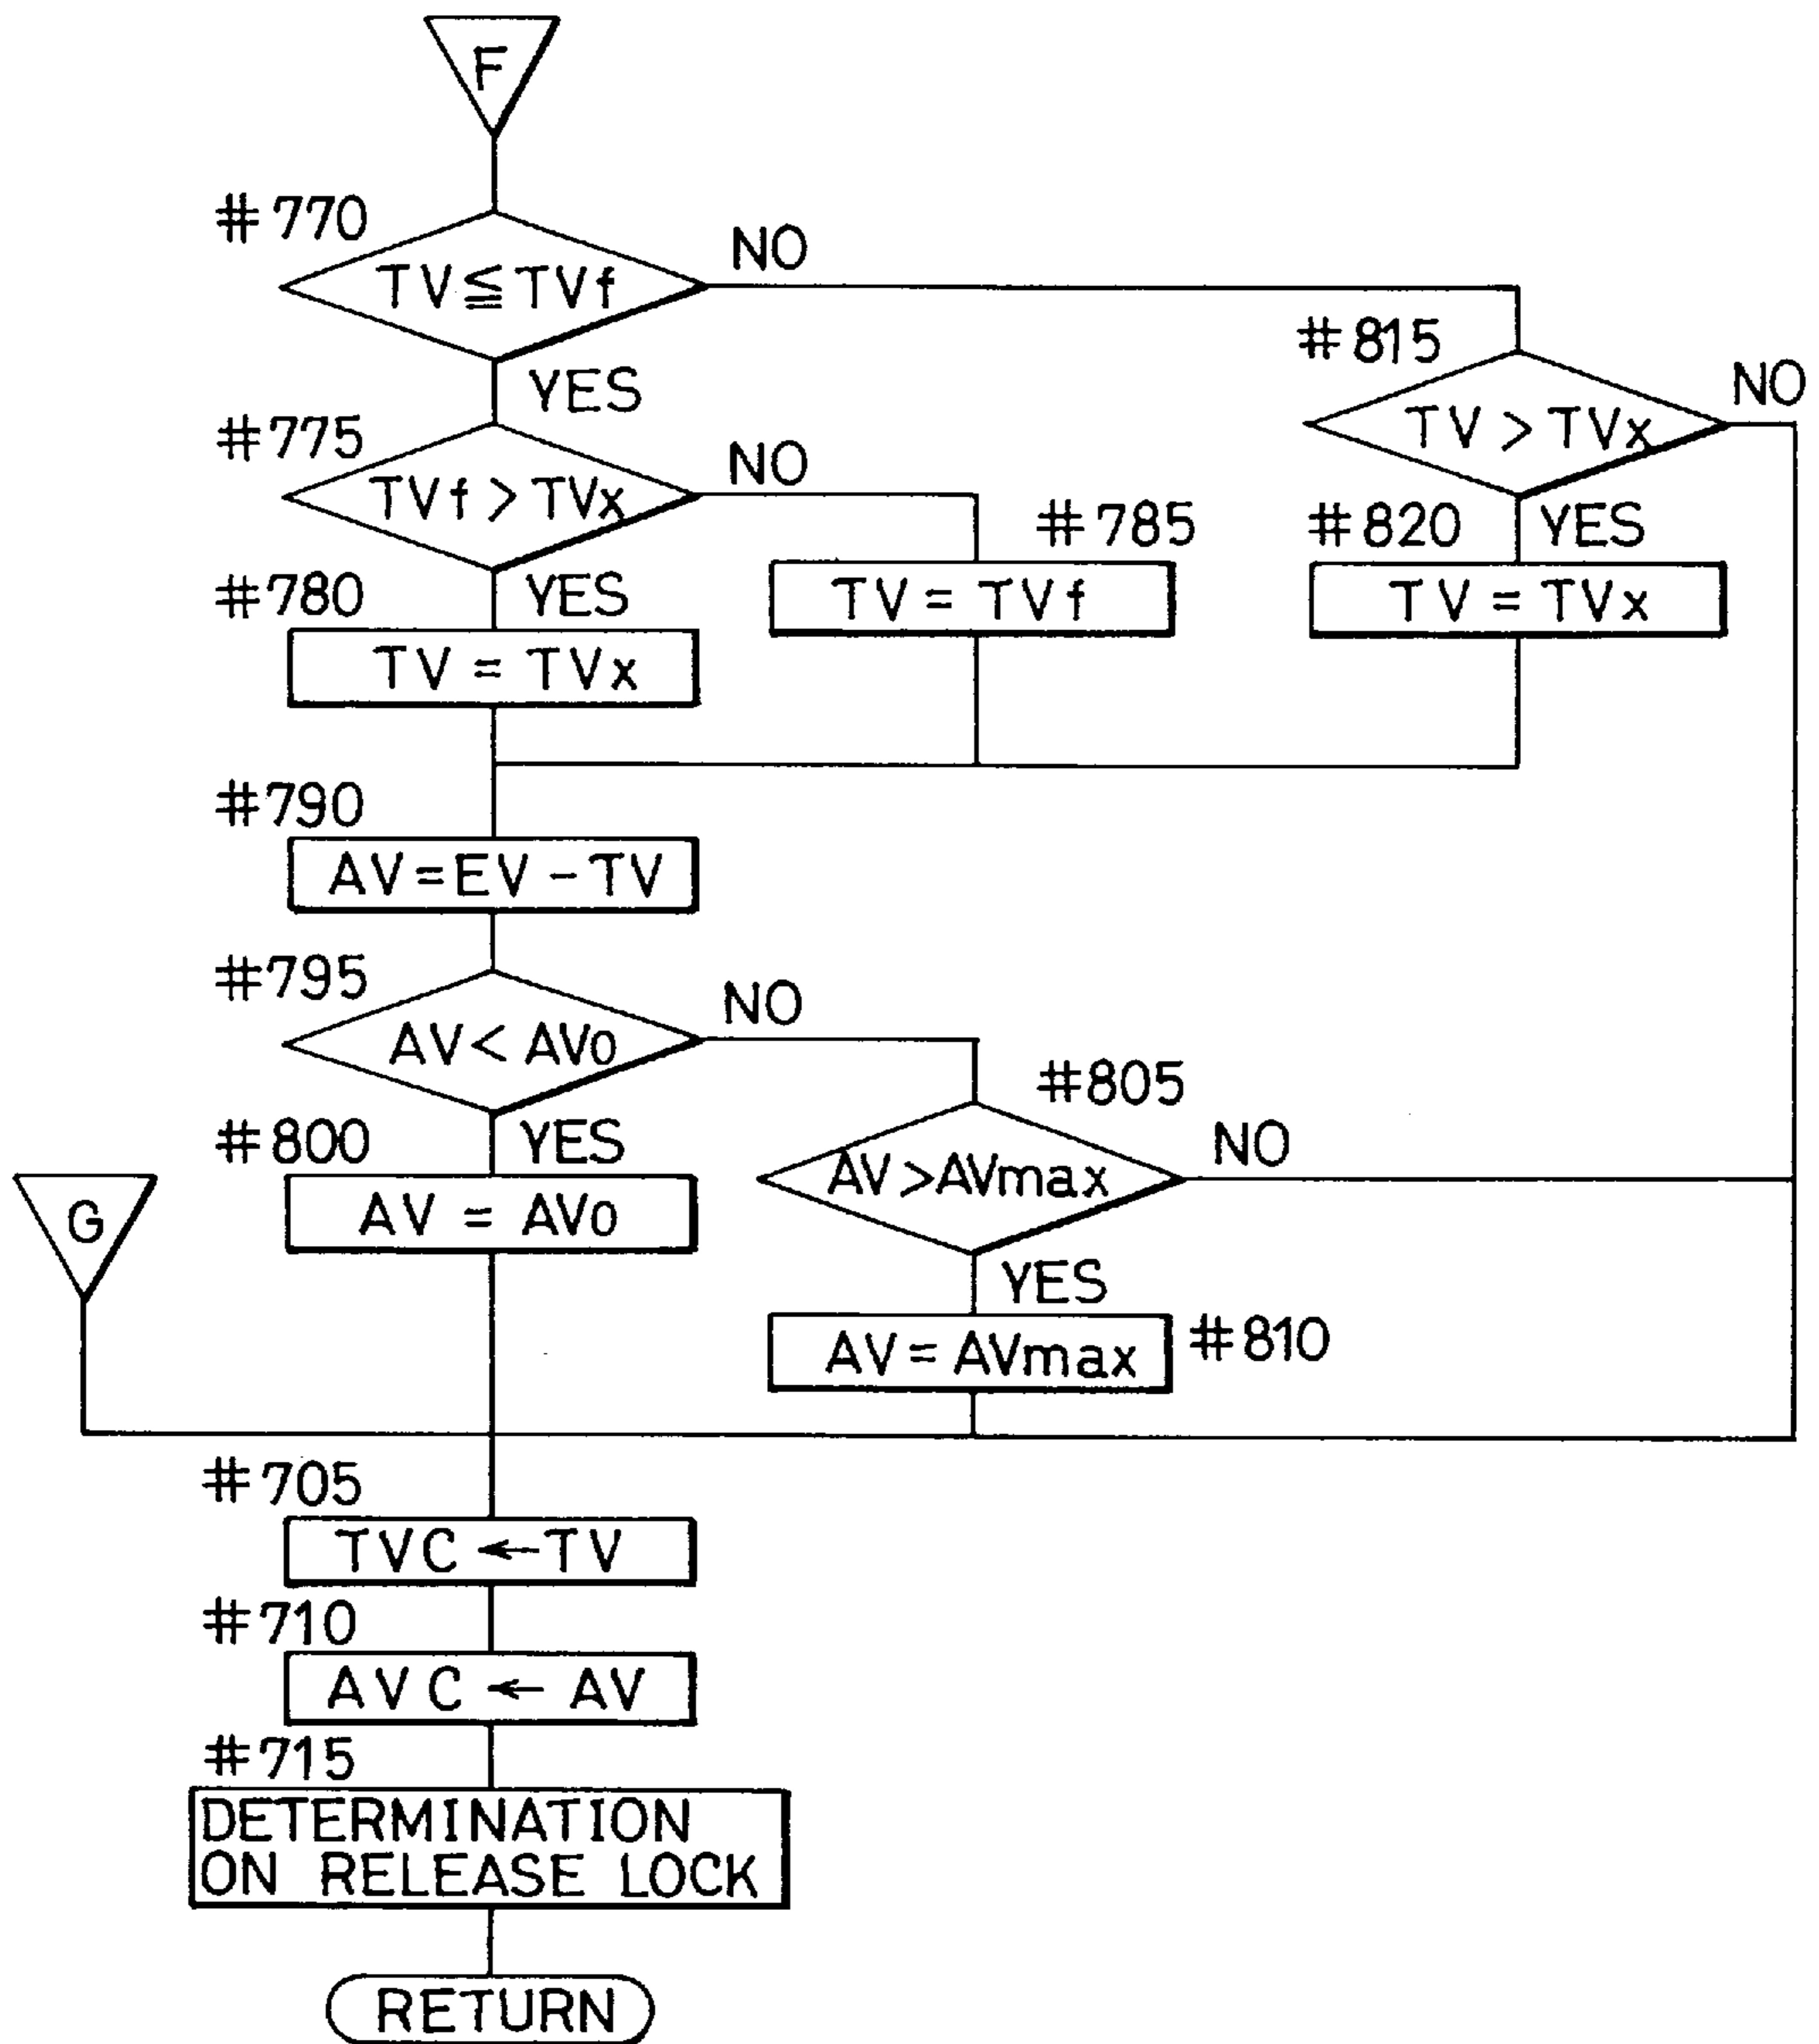 F
#770
TV≦TVf
NO
YES
#815
TV>TVx
NO
#775
TVf>TVx
NO
YES
#785
TV=TVf
#820
YES
TV=TVx
#780
TV=TVx
#790
AV=EV-TV
#795
AV<AVo
NO
YES
#805
AV>AVmax
NO
YES
#800
AV = AVo
G
AV=AVmax
#810
#705
TVC ← TV
#710
AVC ← AV
#715
DETERMINATION
ON RELEASE LOCK
RETURN